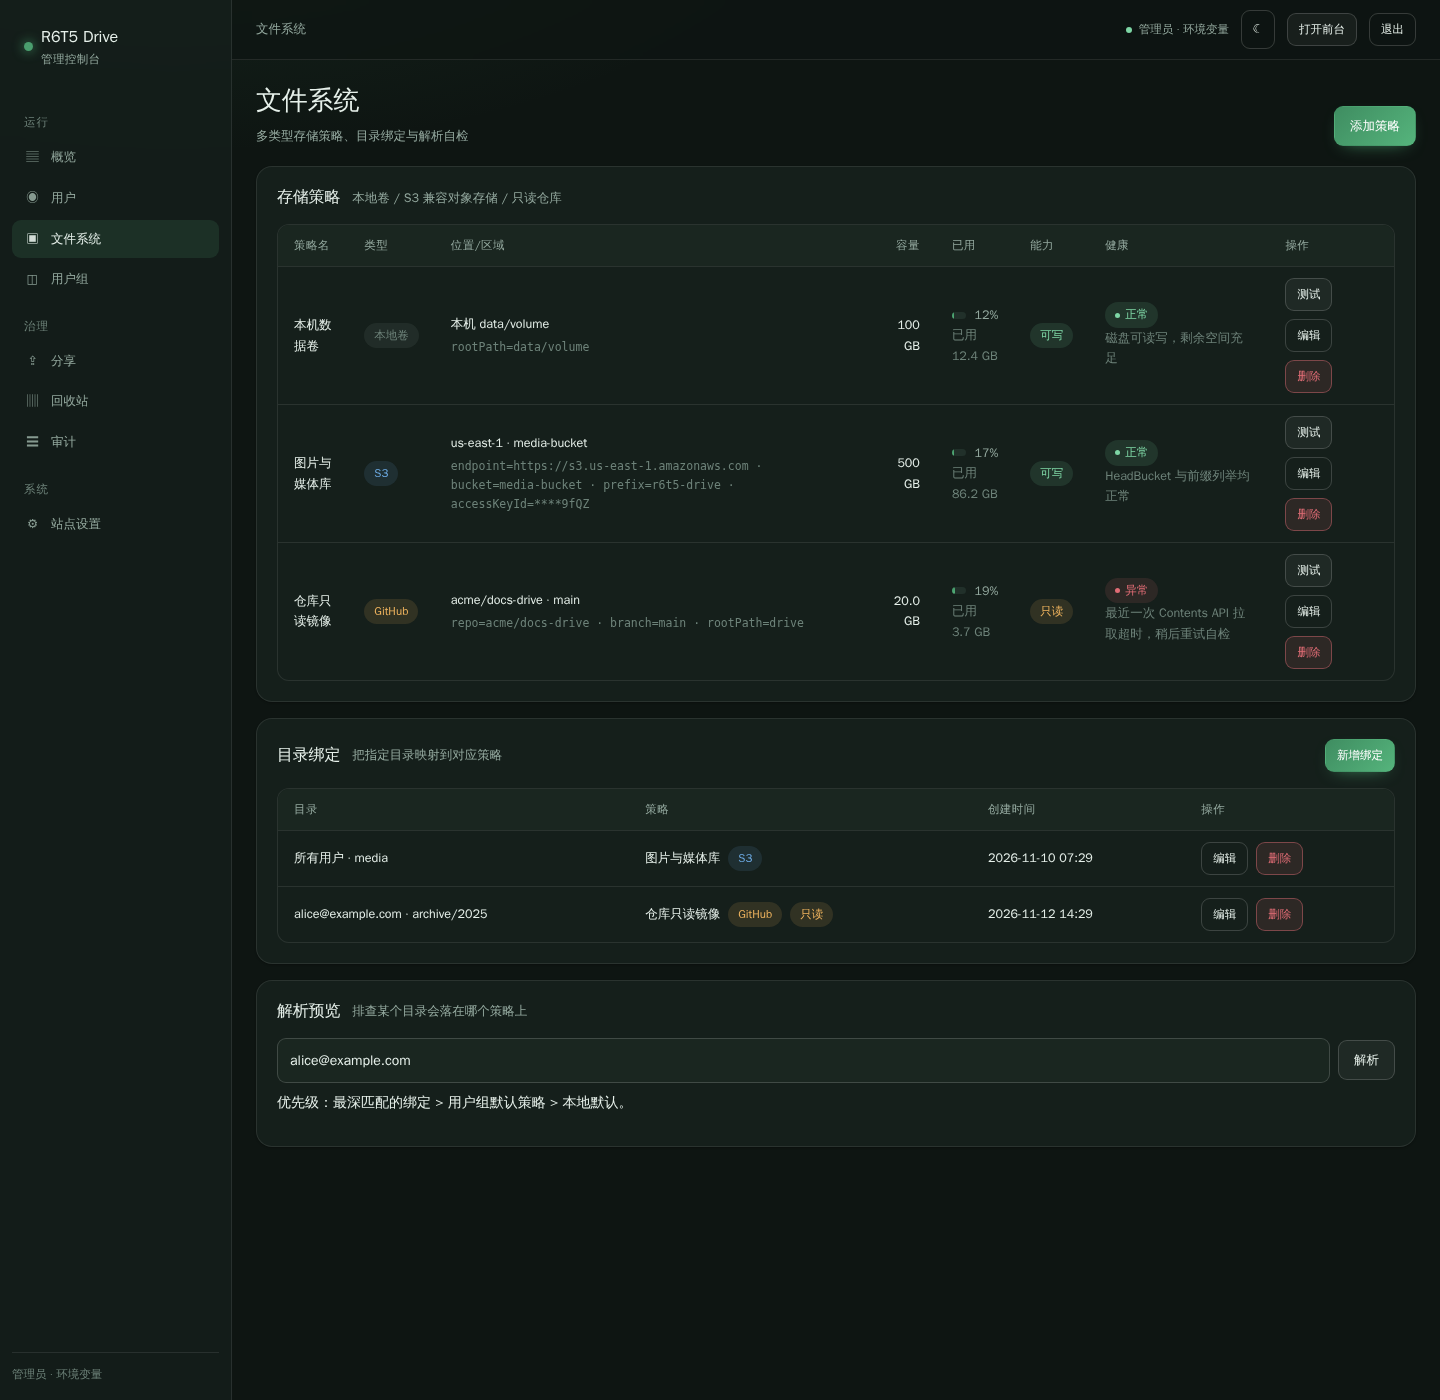 R6T5 Drive
管理控制台
运行
概览
用户
文件系统
用户组
治理
分享
回收站
审计
系统
站点设置
管理员 · 环境变量
文件系统
管理员 · 环境变量
打开前台
退出
文件系统
多类型存储策略、目录绑定与解析自检
添加策略
存储策略 本地卷 / S3 兼容对象存储 / 只读仓库
策略名 类型 位置/区域 容量 已用 能力 健康 操作
本机数
据卷
本地卷
本机 data/volume
rootPath=data/volume
100
GB
12%
已用
12.4 GB
可写
正常
磁盘可读写，剩余空间充
足
测试
编辑
删除
图片与
媒体库
S3
us-east-1 · media-bucket
endpoint=https://s3.us-east-1.amazonaws.com ·
bucket=media-bucket · prefix=r6t5-drive ·
accessKeyId=****9fQZ
500
GB
17%
已用
86.2 GB
可写
正常
HeadBucket 与前缀列举均
正常
测试
编辑
删除
仓库只
读镜像
GitHub
acme/docs-drive · main
repo=acme/docs-drive · branch=main · rootPath=drive
20.0
GB
19%
已用
3.7 GB
只读
异常
最近一次 Contents API 拉
取超时，稍后重试自检
测试
编辑
删除
目录绑定 把指定目录映射到对应策略
新增绑定
目录 策略 创建时间 操作
所有用户 · media 图片与媒体库 S3 2026-11-10 07:29 编辑 删除
alice@example.com · archive/2025 仓库只读镜像 GitHub 只读 2026-11-12 14:29 编辑 删除
解析预览 排查某个目录会落在哪个策略上
alice@example.com
解析
优先级：最深匹配的绑定 > 用户组默认策略 > 本地默认。